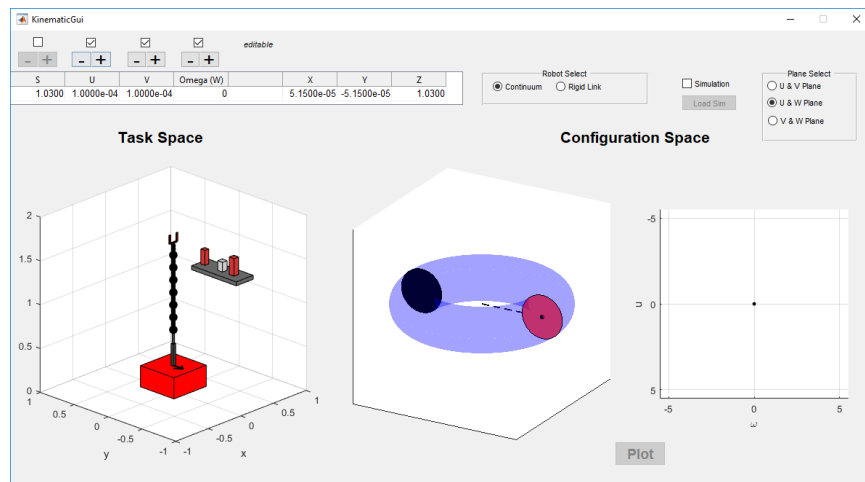 KinematicGui
editable
- + - + - + - +
S U V Omega (W) X Y Z
1.0300 1.0000e-04 1.0000e-04 0 5.1500e-05 -5.1500e-05 1.0300
Robot Select
Continuum Rigid Link
Simulation
Load Sim
Plane Select
U & V Plane
U & W Plane
V & W Plane
Task Space
Configuration Space
2
1.5
1
0.5
0
1
0.5
0
-0.5
-1
y
-1
-0.5
0
0.5
1
x
-5
0
5
u
-5 0 5
ω
Plot